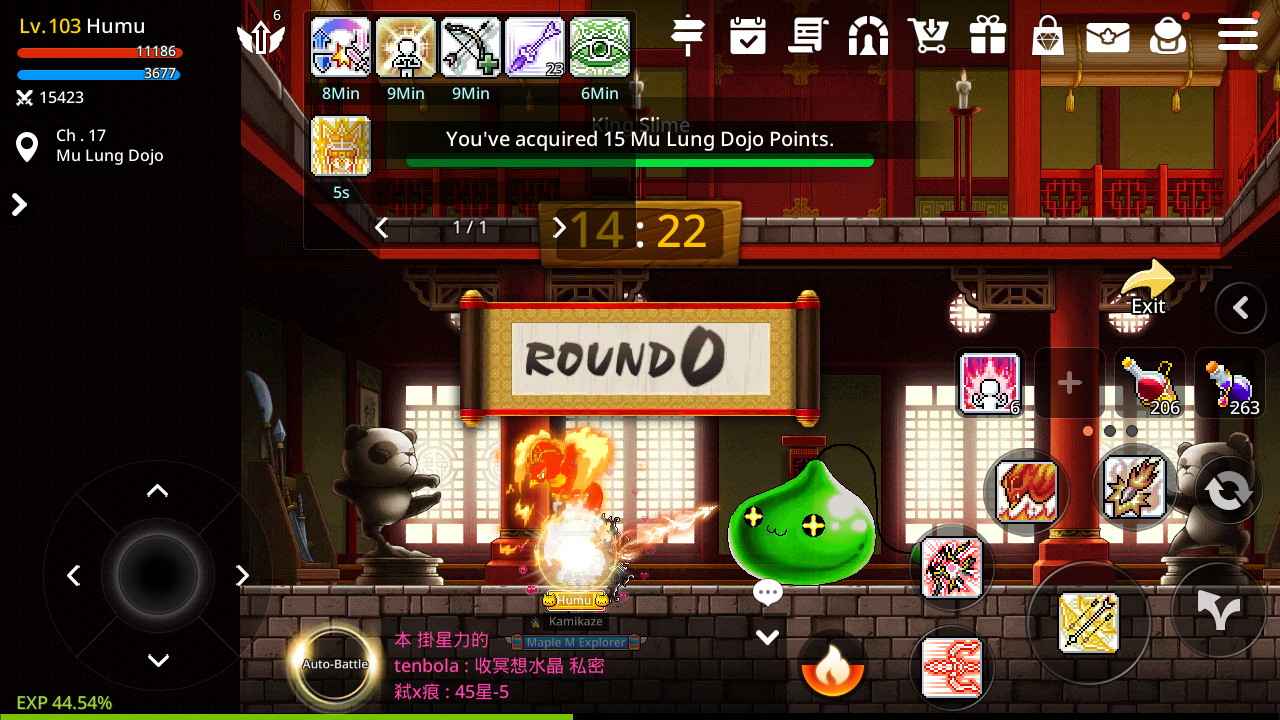 Lv.103 Humu
11186
3677
15423
Ch . 17
Mu Lung Dojo
6
23
8Min
9Min
9Min
6Min
5s
King Slime
You've acquired 15 Mu Lung Dojo Points.
1 / 1
14 : 22
ROUND 0
Exit
6
206
263
Humu
Kamikaze
Maple M Explorer
Auto-Battle
本 掛星力的
tenbola : 收冥想水晶 私密
弒x痕 : 45星-5
EXP 44.54%